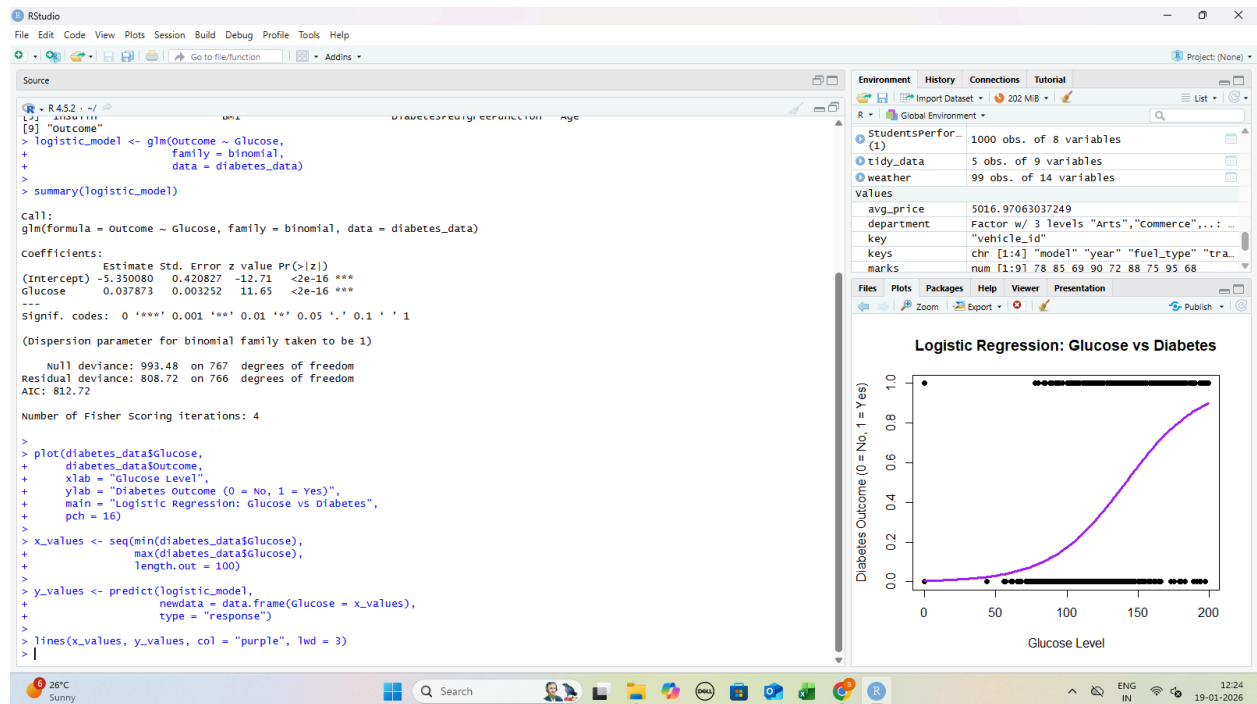 RStudio
File Edit Code View Plots Session Build Debug Profile Tools Help
Go to file/function
Addins
Project: (None)
Source
R 4.5.2 · ~/
[5] "Insulin" "BMI" "DiabetesPedigreeFunction" "Age"
[9] "Outcome"
> logistic_model <- glm(Outcome ~ Glucose,
+ family = binomial,
+ data = diabetes_data)
>
> summary(logistic_model)
Call:
glm(formula = Outcome ~ Glucose, family = binomial, data = diabetes_data)
Coefficients:
Estimate Std. Error z value Pr(>|z|)
(Intercept) -5.350080 0.420827 -12.71 <2e-16 ***
Glucose 0.037873 0.003252 11.65 <2e-16 ***
---
Signif. codes: 0 ‘***’ 0.001 ‘**’ 0.01 ‘*’ 0.05 ‘.’ 0.1 ‘ ’ 1
(Dispersion parameter for binomial family taken to be 1)
Null deviance: 993.48 on 767 degrees of freedom
Residual deviance: 808.72 on 766 degrees of freedom
AIC: 812.72
Number of Fisher Scoring iterations: 4
>
> plot(diabetes_data$Glucose,
+ diabetes_data$Outcome,
+ xlab = "Glucose Level",
+ ylab = "Diabetes Outcome (0 = No, 1 = Yes)",
+ main = "Logistic Regression: Glucose vs Diabetes",
+ pch = 16)
>
> x_values <- seq(min(diabetes_data$Glucose),
+ max(diabetes_data$Glucose),
+ length.out = 100)
>
> y_values <- predict(logistic_model,
+ newdata = data.frame(Glucose = x_values),
+ type = "response")
>
> lines(x_values, y_values, col = "purple", lwd = 3)
>
Environment History Connections Tutorial
Import Dataset 202 MiB List
R Global Environment
StudentsPerfor… (1) 1000 obs. of 8 variables
tidy_data 5 obs. of 9 variables
weather 99 obs. of 14 variables
Values
avg_price 5016.97063037249
department Factor w/ 3 levels "Arts","Commerce",..: …
key "vehicle_id"
keys chr [1:4] "model" "year" "fuel_type" "tra…
marks num [1:9] 78 85 69 90 72 88 75 95 68
Files Plots Packages Help Viewer Presentation
Zoom Export Publish
Logistic Regression: Glucose vs Diabetes
Diabetes Outcome (0 = No, 1 = Yes)
1.0
0.8
0.6
0.4
0.2
0.0
0 50 100 150 200
Glucose Level
6
26°C
Sunny
Search
DELL
ENG
IN
12:24
19-01-2026